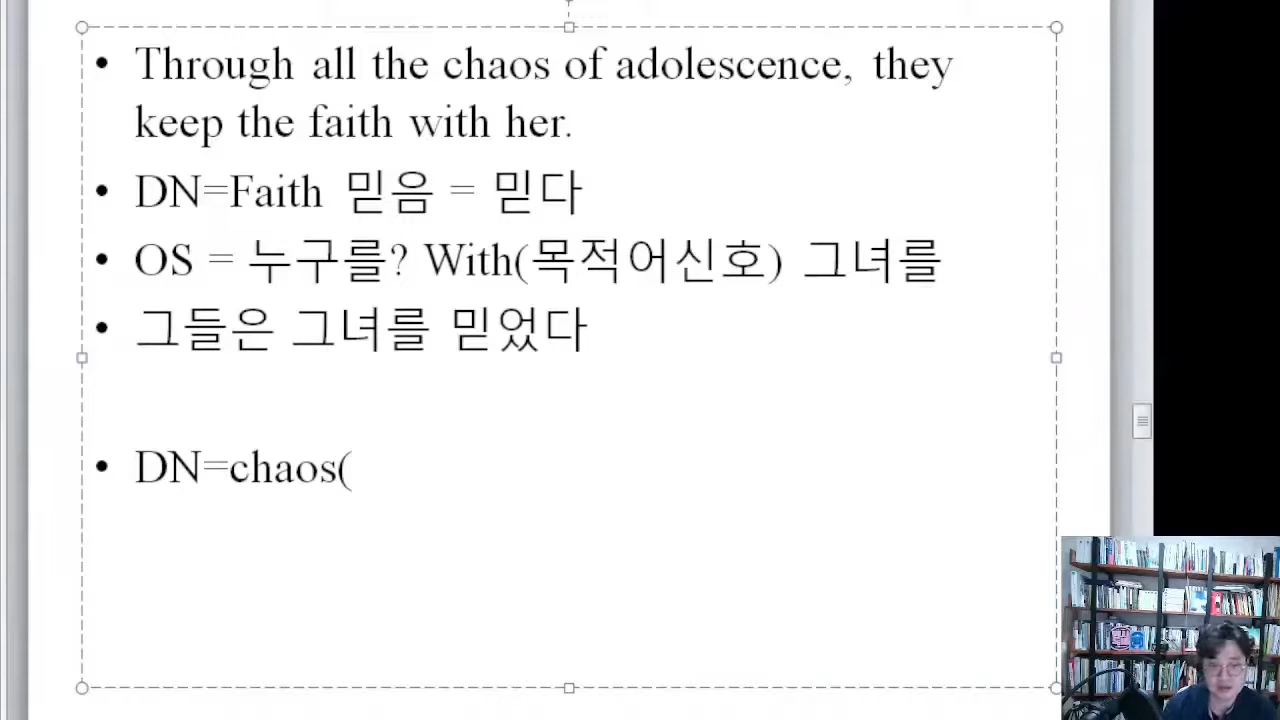 • Through all the chaos of adolescence, they
keep the faith with her.
• DN=Faith 믿음 = 믿다
• OS = 누구를? With(목적어신호) 그녀를
• 그들은 그녀를 믿었다
• DN=chaos(